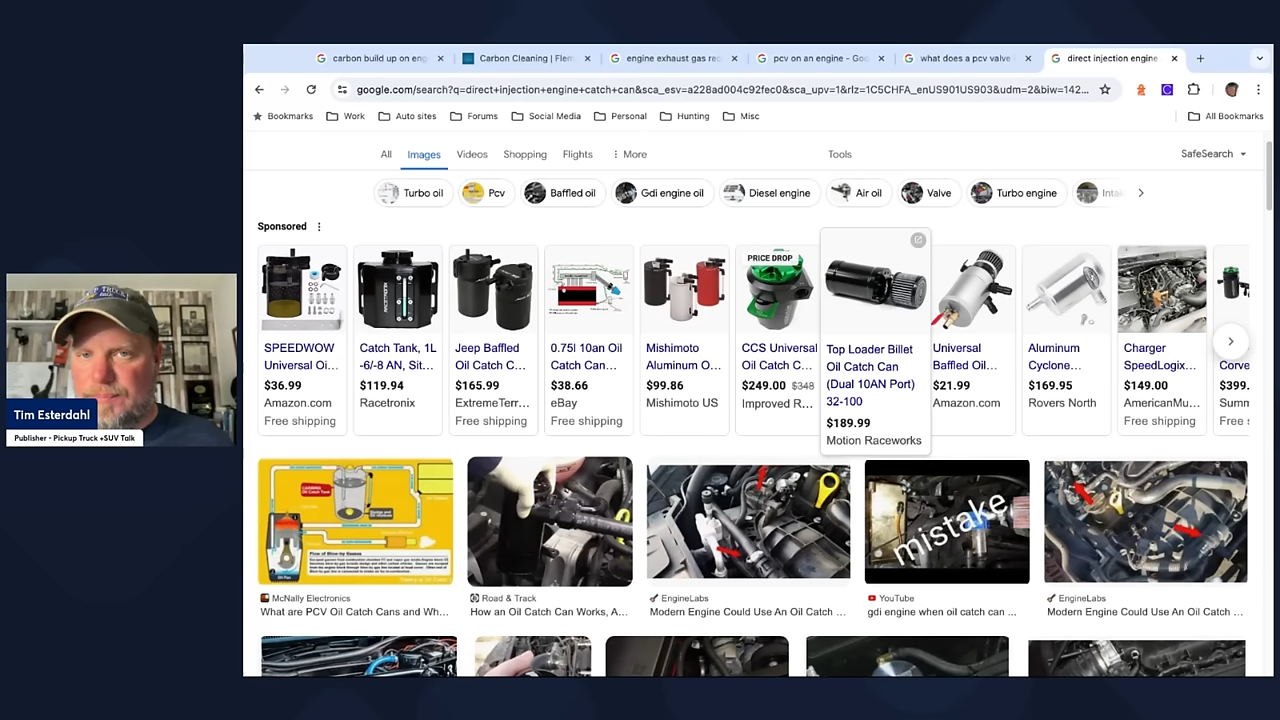 carbon build up on eng
Carbon Cleaning | Flem
engine exhaust gas rec
pcv on an engine - Goo
what does a pcv valve
direct injection engine
google.com/search?q=direct+injection+engine+catch+can&sca_esv=a228ad004c92fec0&sca_upv=1&rlz=1C5CHFA_enUS901US903&udm=2&biw=142...
Bookmarks
Work
Auto sites
Forums
Social Media
Personal
Hunting
Misc
All Bookmarks
All
Images
Videos
Shopping
Flights
More
Tools
SafeSearch
Turbo oil
Pcv
Baffled oil
Gdi engine oil
Diesel engine
Air oil
Valve
Turbo engine
Intak
Sponsored
SPEEDWOW
Universal Oi...
$36.99
Amazon.com
Free shipping
Catch Tank, 1L
-6/-8 AN, Sit...
$119.94
Racetronix
Jeep Baffled
Oil Catch C...
$165.99
ExtremeTerr...
Free shipping
0.75l 10an Oil
Catch Can...
$38.66
eBay
Free shipping
Mishimoto
Aluminum O...
$99.86
Mishimoto US
PRICE DROP
CCS Universal
Oil Catch C...
$249.00 $348
Improved R...
Top Loader Billet
Oil Catch Can
(Dual 10AN Port)
32-100
$189.99
Motion Raceworks
Universal
Baffled Oil...
$21.99
Amazon.com
Aluminum
Cyclone...
$169.95
Rovers North
Charger
SpeedLogix...
$149.00
AmericanMu...
Free shipping
Corve
$399.
Summ
Free s
McNally Electronics
What are PCV Oil Catch Cans and Wh...
Road & Track
How an Oil Catch Can Works, A...
EngineLabs
Modern Engine Could Use An Oil Catch ...
mistake
YouTube
gdi engine when oil catch can ...
EngineLabs
Modern Engine Could Use An Oil Catch ...
Tim Esterdahl
Publisher - Pickup Truck +SUV Talk